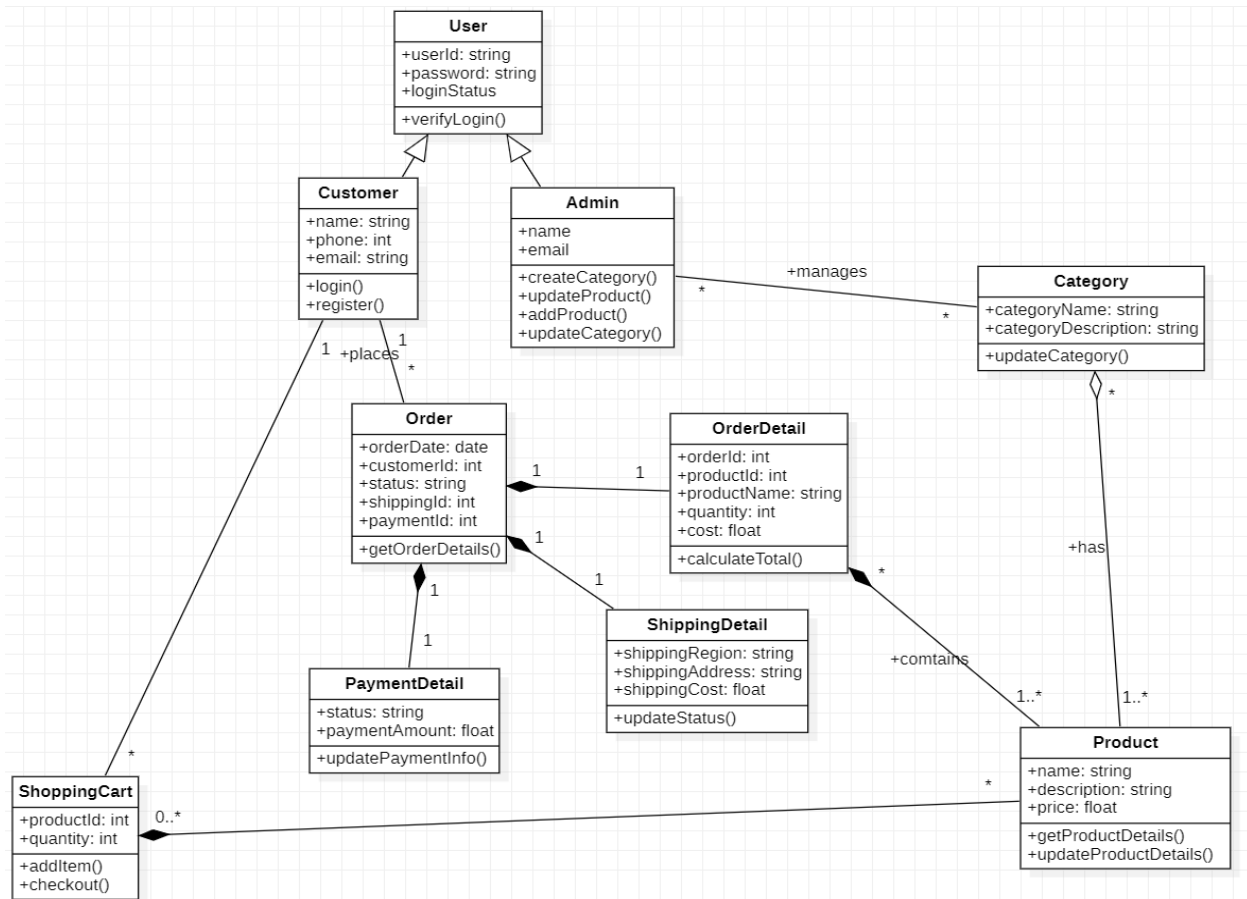 User
+userId: string
+password: string
+loginStatus
+verifyLogin()
Customer
+name: string
+phone: int
+email: string
+login()
+register()
Admin
+name
+email
+createCategory()
+updateProduct()
+addProduct()
+updateCategory()
+manages
*
*
Category
+categoryName: string
+categoryDescription: string
+updateCategory()
1
+places
1
*
*
Order
+orderDate: date
+customerId: int
+status: string
+shippingId: int
+paymentId: int
+getOrderDetails()
1
1
OrderDetail
+orderId: int
+productId: int
+productName: string
+quantity: int
+cost: float
+calculateTotal()
+has
1
1
1
1
*
ShippingDetail
+shippingRegion: string
+shippingAddress: string
+shippingCost: float
+updateStatus()
+comtains
1..*
1..*
PaymentDetail
+status: string
+paymentAmount: float
+updatePaymentInfo()
Product
+name: string
+description: string
+price: float
+getProductDetails()
+updateProductDetails()
*
ShoppingCart
+productId: int
+quantity: int
+addItem()
+checkout()
0..*
*